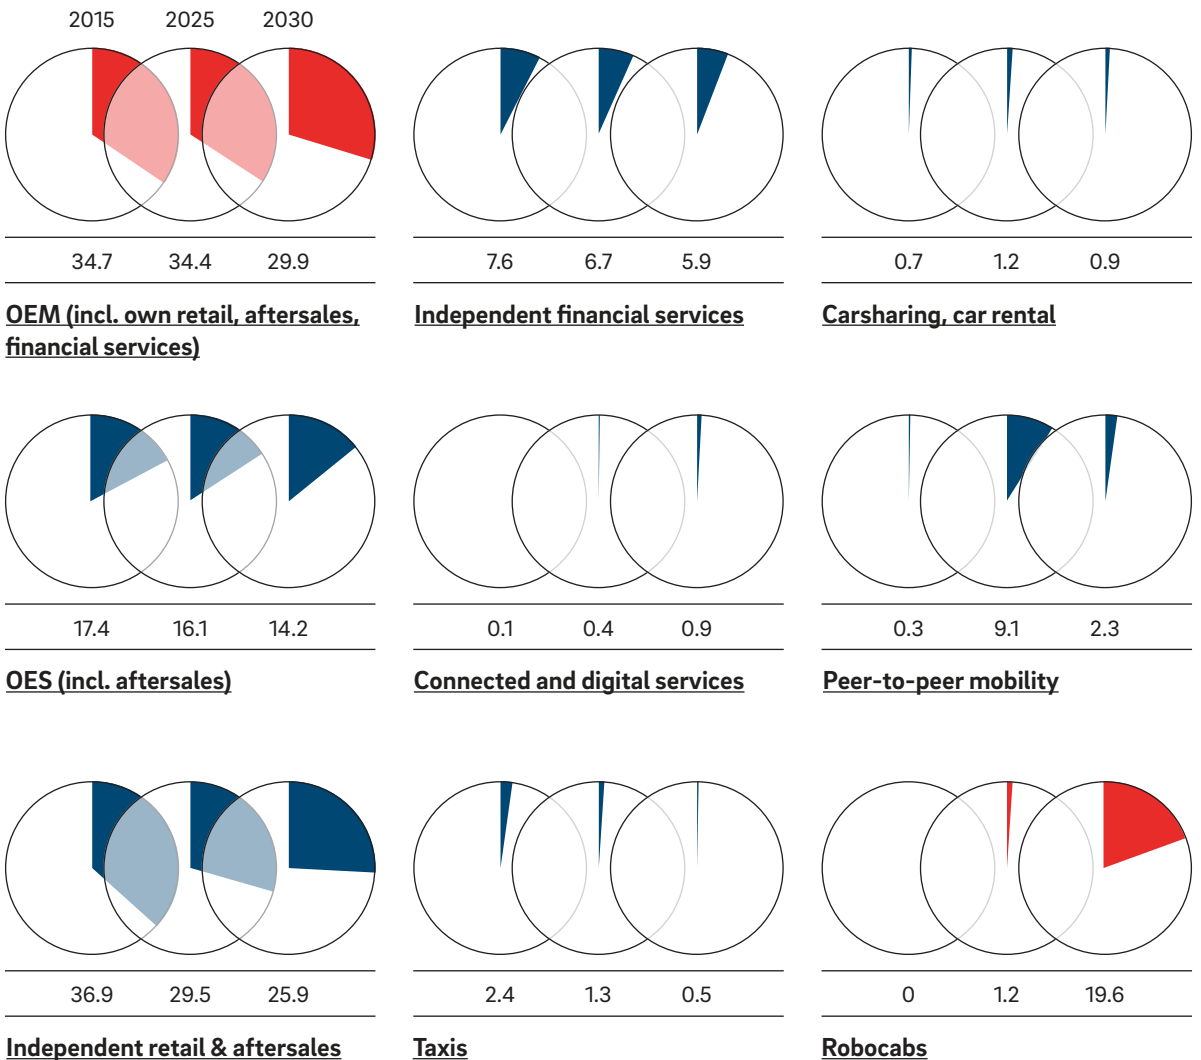 2015 2025 2030
34.7 34.4 29.9
OEM (incl. own retail, aftersales,
financial services)
7.6 6.7 5.9
Independent financial services
0.7 1.2 0.9
Carsharing, car rental
17.4 16.1 14.2
OES (incl. aftersales)
0.1 0.4 0.9
Connected and digital services
0.3 9.1 2.3
Peer-to-peer mobility
36.9 29.5 25.9
Independent retail & aftersales
2.4 1.3 0.5
Taxis
0 1.2 19.6
Robocabs